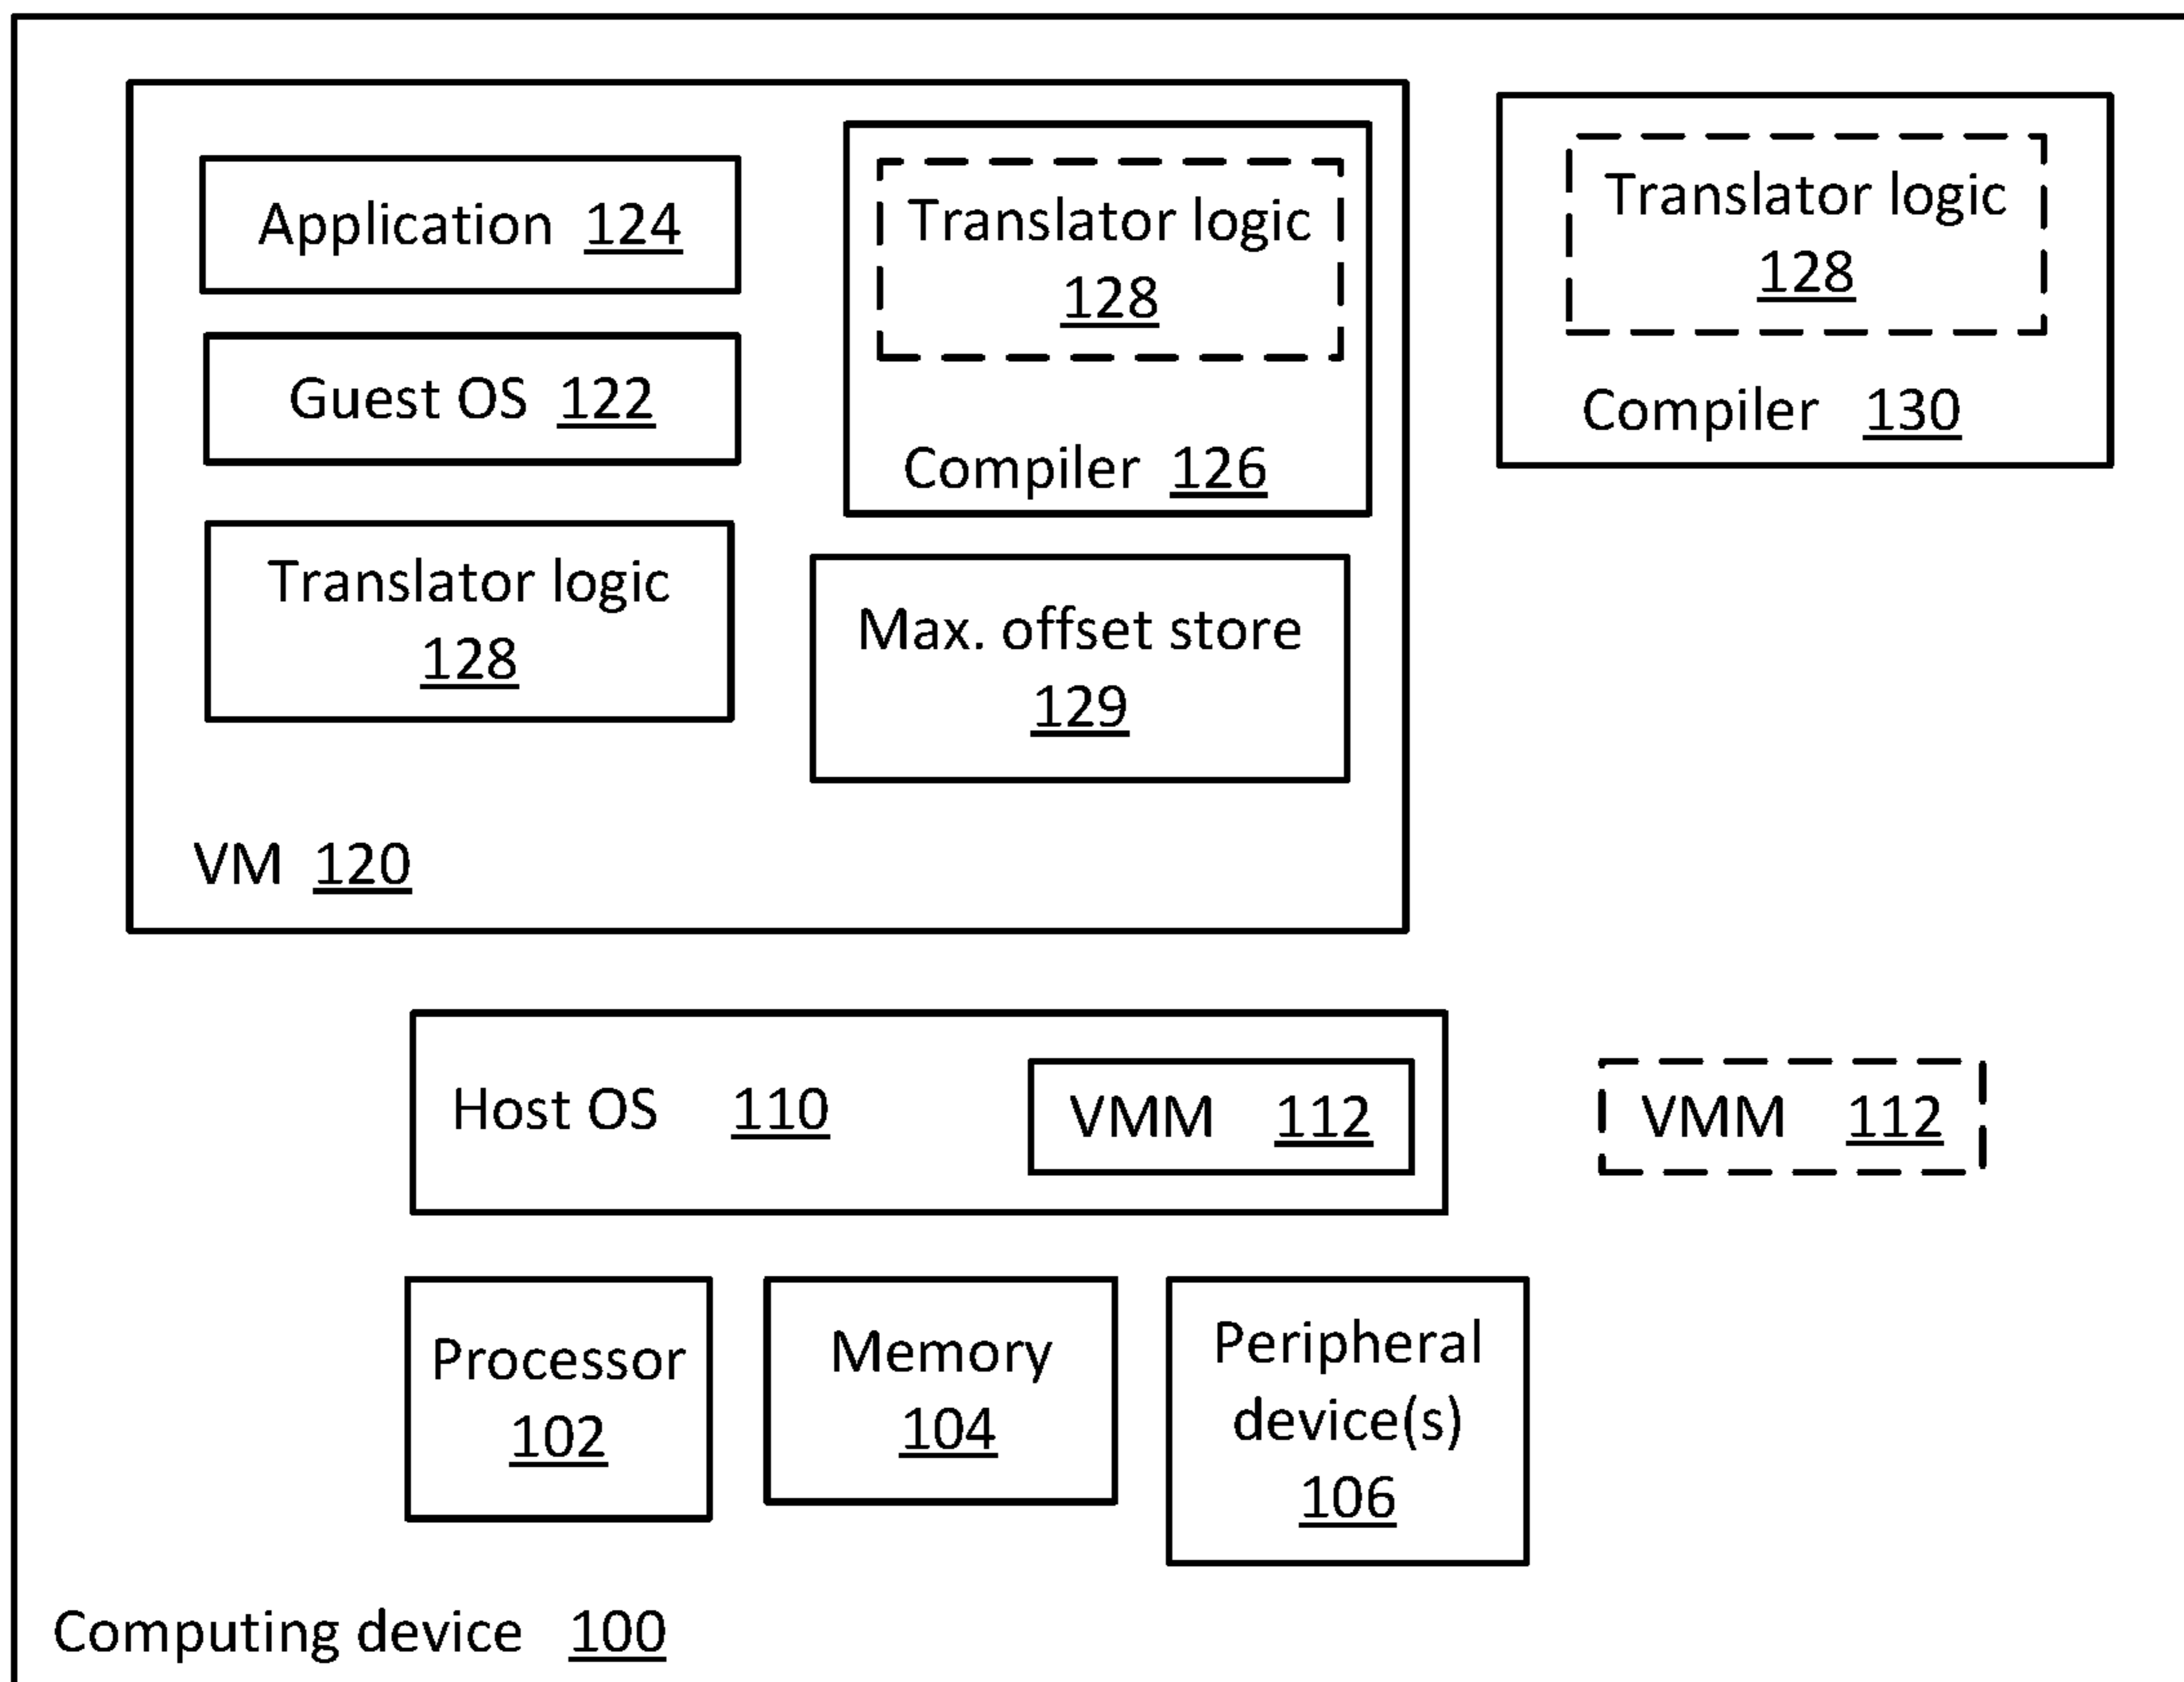 Application 124
Guest OS 122
Translator logic
128
Translator logic
128
Compiler 126
Max. offset store
129
VM 120
Translator logic
128
Compiler 130
Host OS 110
VMM 112
VMM 112
Processor
102
Memory
104
Peripheral
device(s)
106
Computing device 100